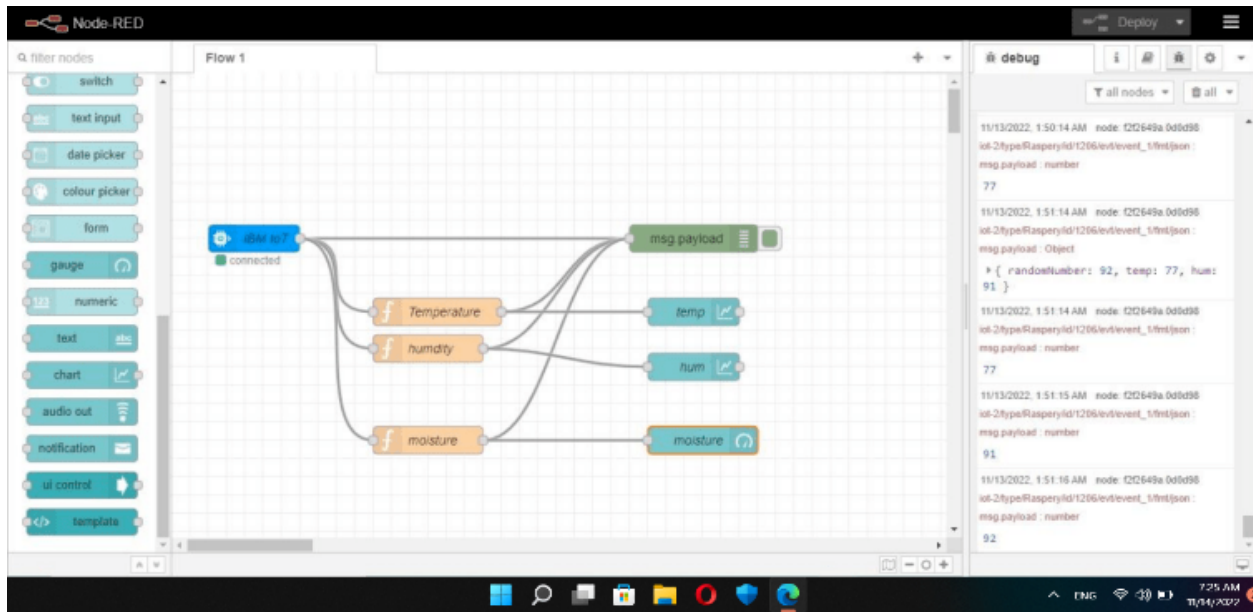 Node-RED
Deploy
filter nodes
switch
text input
date picker
colour picker
form
gauge
numeric
text
chart
audio out
notification
ui control
template
Flow 1
IBM IoT
connected
Temperature
humdity
moisture
msg.payload
temp
hum
moisture
debug
all nodes
all
11/13/2022, 1:50:14 AM node: f2f2649a.0d0d98
iot-2/type/Raspery/id/1206/evt/event_1/fmt/json :
msg.payload : number
77
11/13/2022, 1:51:14 AM node: f2f2649a.0d0d98
iot-2/type/Raspery/id/1206/evt/event_1/fmt/json :
msg.payload : Object
{ randomNumber: 92, temp: 77, hum:
91 }
11/13/2022, 1:51:14 AM node: f2f2649a.0d0d98
iot-2/type/Raspery/id/1206/evt/event_1/fmt/json :
msg.payload : number
77
11/13/2022, 1:51:15 AM node: f2f2649a.0d0d98
iot-2/type/Raspery/id/1206/evt/event_1/fmt/json :
msg.payload : number
91
11/13/2022, 1:51:16 AM node: f2f2649a.0d0d98
iot-2/type/Raspery/id/1206/evt/event_1/fmt/json :
msg.payload : number
92
ENG
7:25 AM
11/14/2022